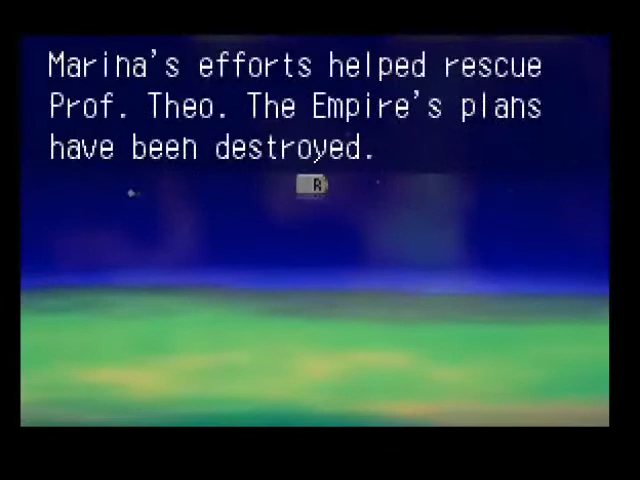 Marina's efforts helped rescue
Prof. Theo. The Empire's plans
have been destroyed.
R